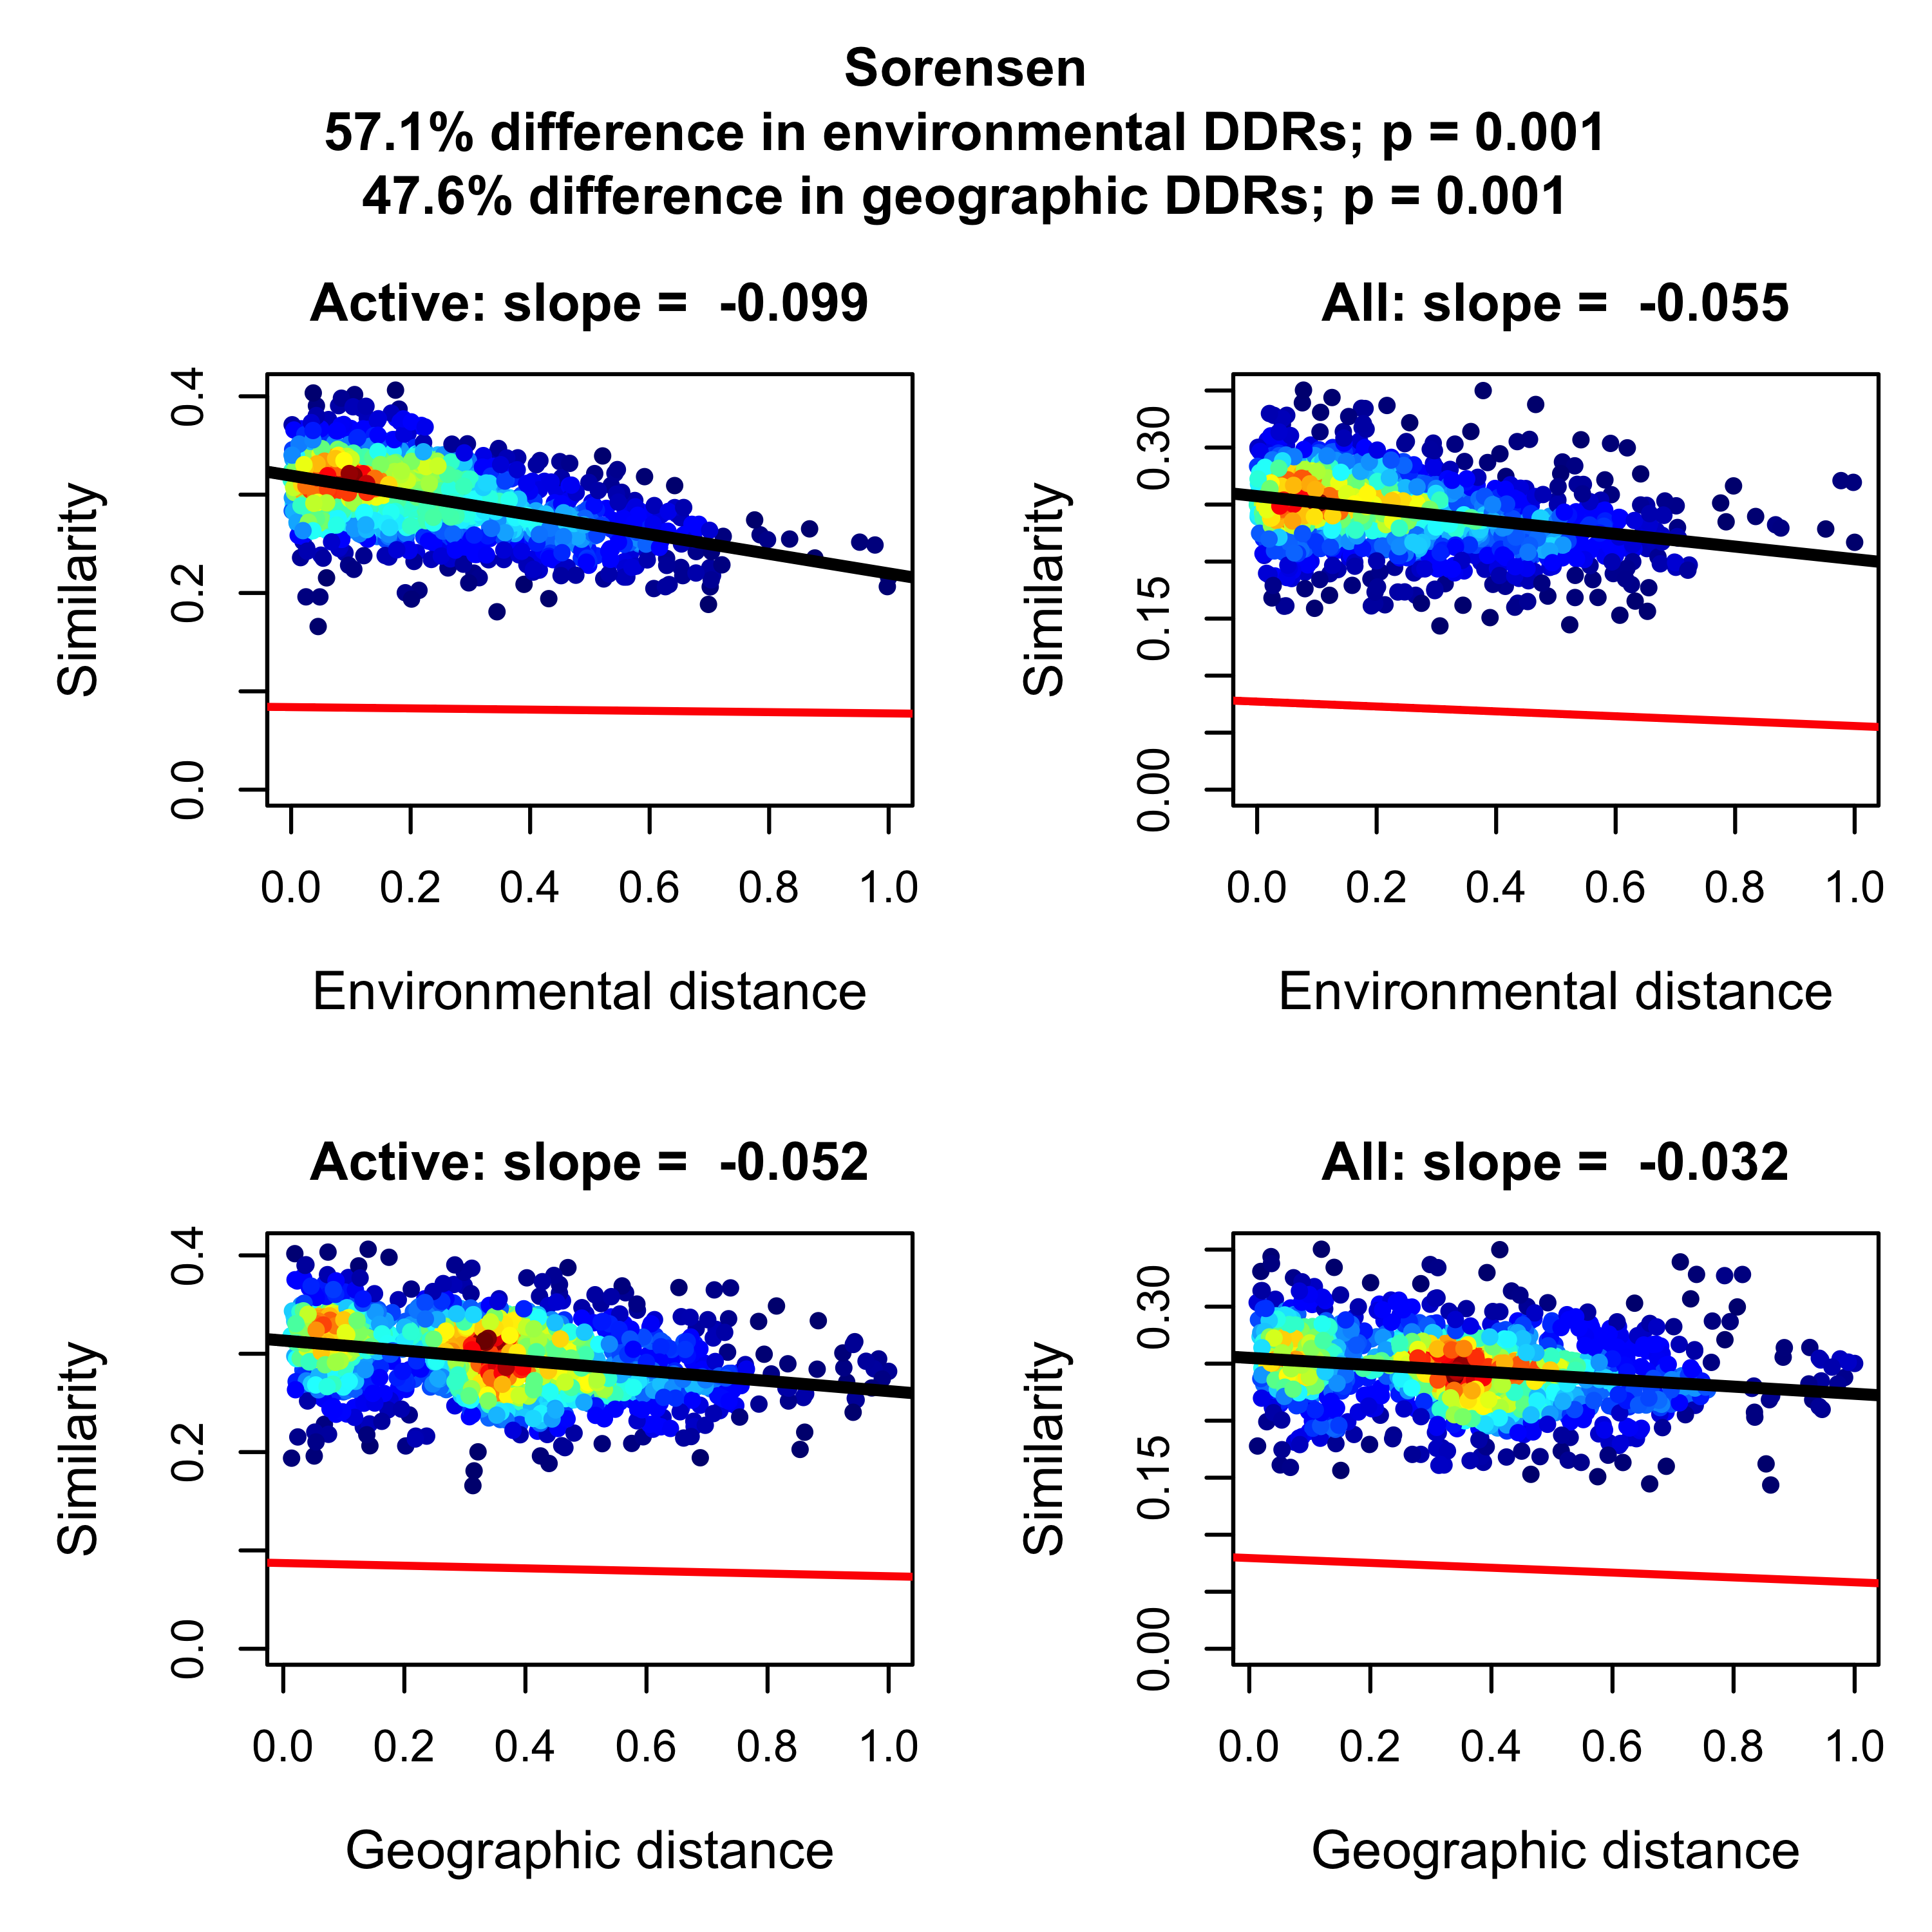 Sorensen
57.1% difference in environmental DDRs; p = 0.001
47.6% difference in geographic DDRs; p = 0.001
Active: slope =  -0.099
Similarity
0.4
0.2
0.0
0.0 0.2 0.4 0.6 0.8 1.0
Environmental distance
All: slope =  -0.055
Similarity
0.30
0.15
0.00
0.0 0.2 0.4 0.6 0.8 1.0
Environmental distance
Active: slope =  -0.052
Similarity
0.4
0.2
0.0
0.0 0.2 0.4 0.6 0.8 1.0
Geographic distance
All: slope =  -0.032
Similarity
0.30
0.15
0.00
0.0 0.2 0.4 0.6 0.8 1.0
Geographic distance